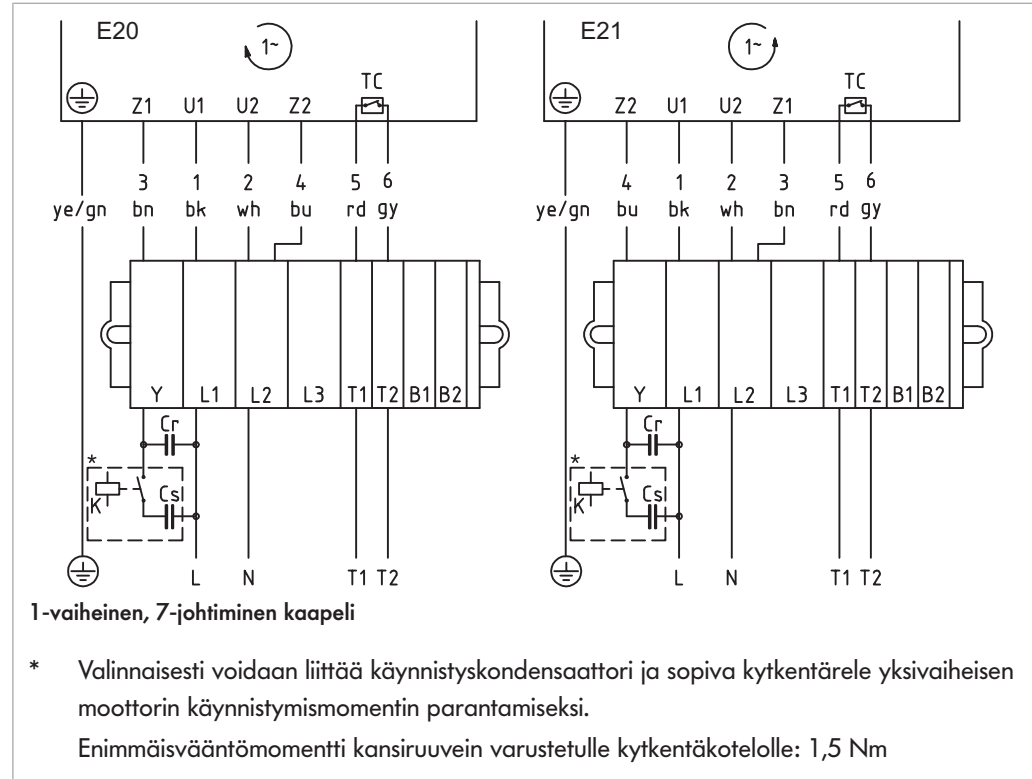 E20 E21
1~ 1~
TC TC
Z1 U1 U2 Z2 Z2 U1 U2 Z1
3 1 2 4 5 6 4 1 2 3 5 6
ye/gn bn bk wh bu rd gy ye/gn bu bk wh bn rd gy
Y L1 L2 L3 T1 T2 B1 B2 Y L1 L2 L3 T1 T2 B1 B2
Cr Cr
* *
K Cs K Cs
L N T1 T2 L N T1 T2
1-vaiheinen, 7-johtiminen kaapeli
* Valinnaisesti voidaan liittää käynnistyskondensaattori ja sopiva kytkentärele yksivaiheisen
moottorin käynnistymismomentin parantamiseksi.
Enimmäisvääntömomentti kansiruuvein varustetulle kytkentäkotelolle: 1,5 Nm